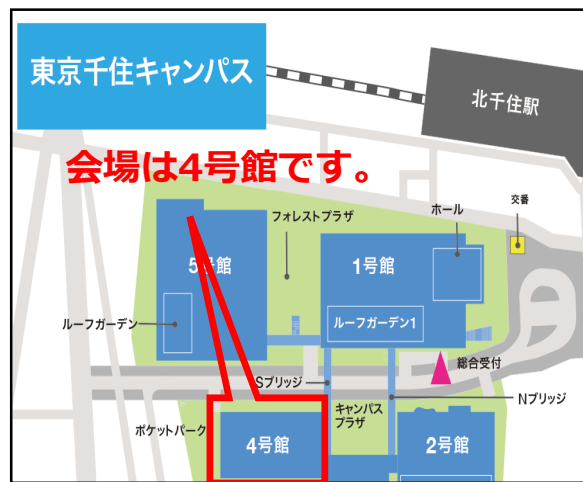 東京千住キャンパス
北千住駅
会場は4号館です。
交番
ホール
フォレストプラザ
5号館
1号館
ルーフガーデン
ルーフガーデン1
総合受付
Sブリッジ
キャンパス
プラザ
Nブリッジ
ポケットパーク
4号館
2号館